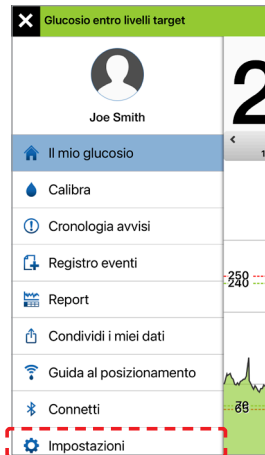 Glucosio entro livelli target
Joe Smith
2
Il mio glucosio
Calibra
Cronologia avvisi
Registro eventi
250
240
Report
Condividi i miei dati
Guida al posizionamento
Connetti
Impostazioni